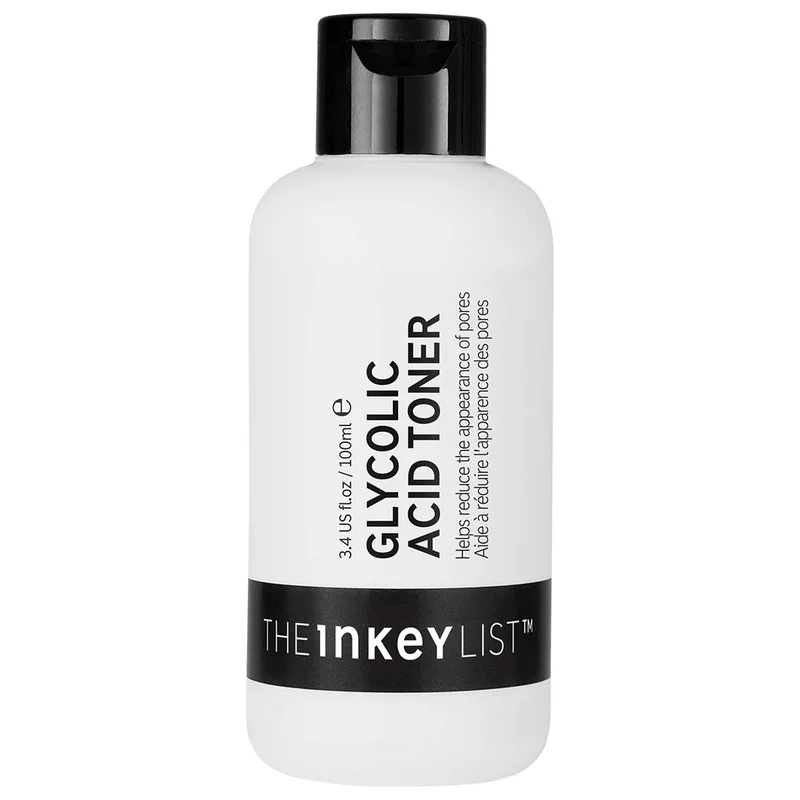 3.4 US fl.oz / 100ml ℮
GLYCOLIC
ACID TONER
Helps reduce the appearance of pores
Aide à réduire l'apparence des pores
THE INKEY LIST™